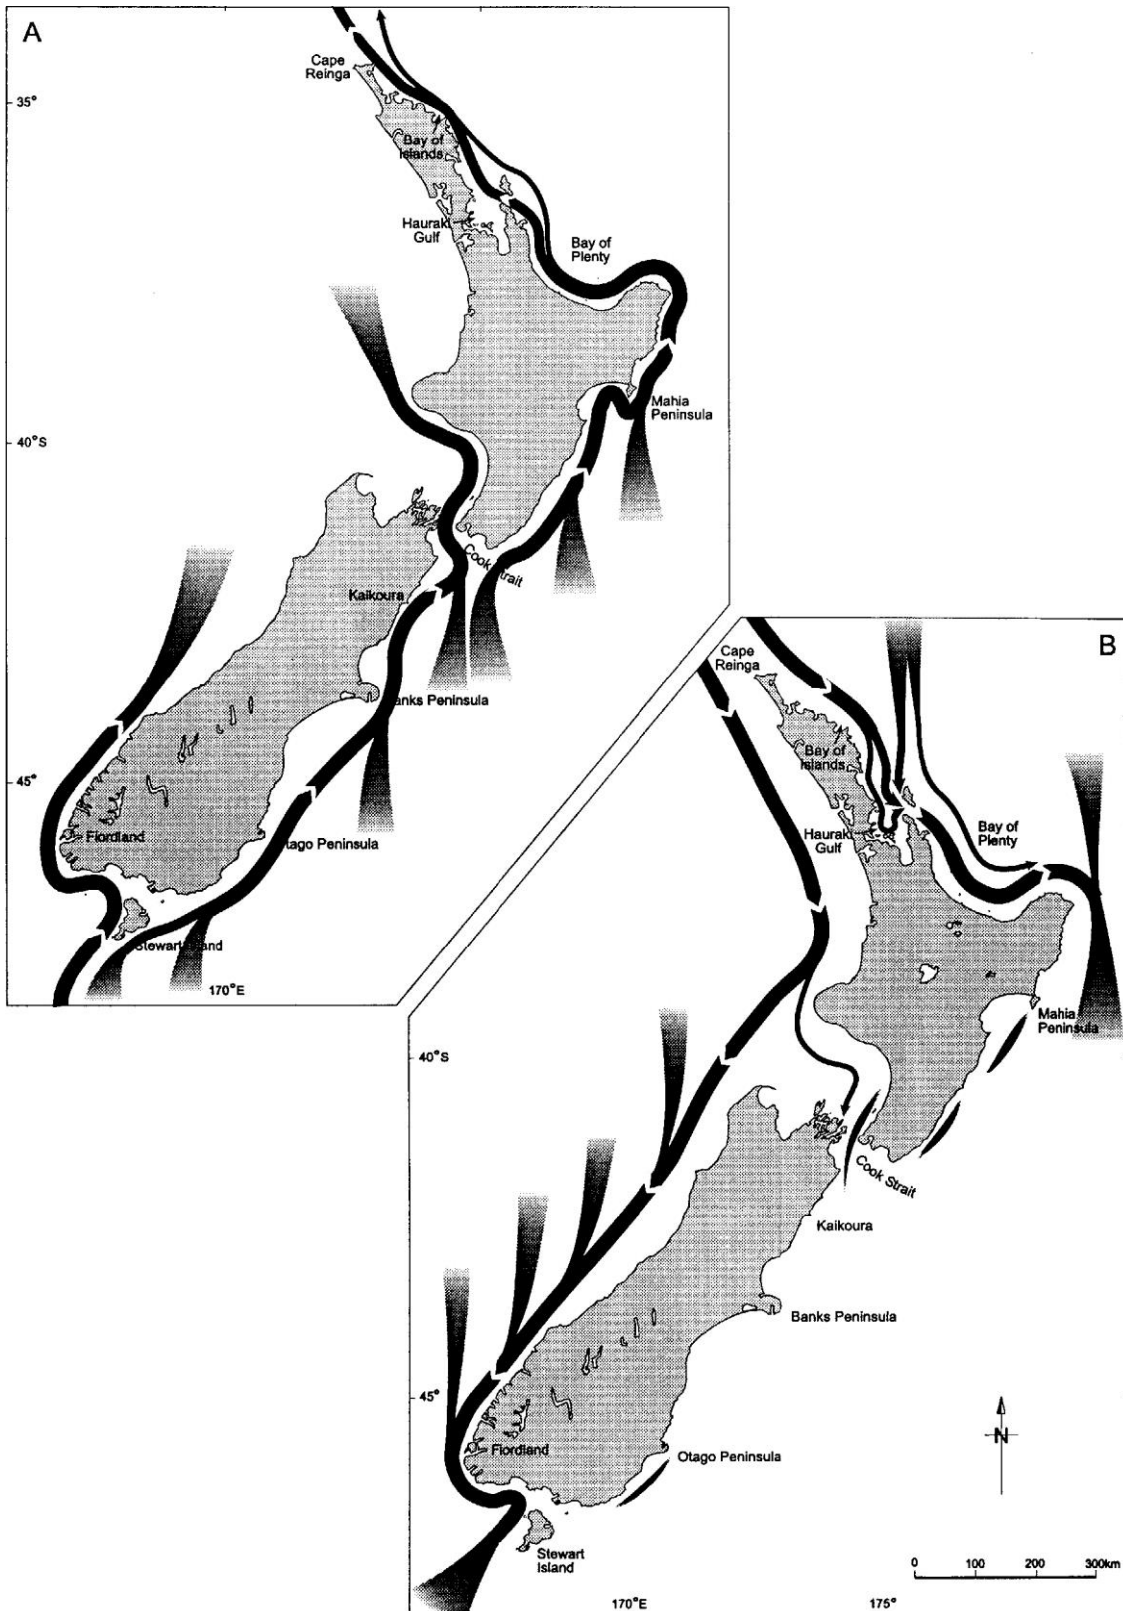 A
Cape
Reinga
35°
Bay of
Islands
Hauraki
Gulf
Bay of
Plenty
Mahia
Peninsula
40°S
Cook Strait
Kaikoura
Banks Peninsula
45°
Fiordland
Otago Peninsula
Stewart Island
170°E
B
Cape
Reinga
Bay of
Islands
Hauraki
Gulf
Bay of
Plenty
Mahia
Peninsula
40°S
Cook Strait
Kaikoura
Banks Peninsula
45°
Fiordland
Otago Peninsula
Stewart
Island
N
0 100 200 300km
170°E 175°